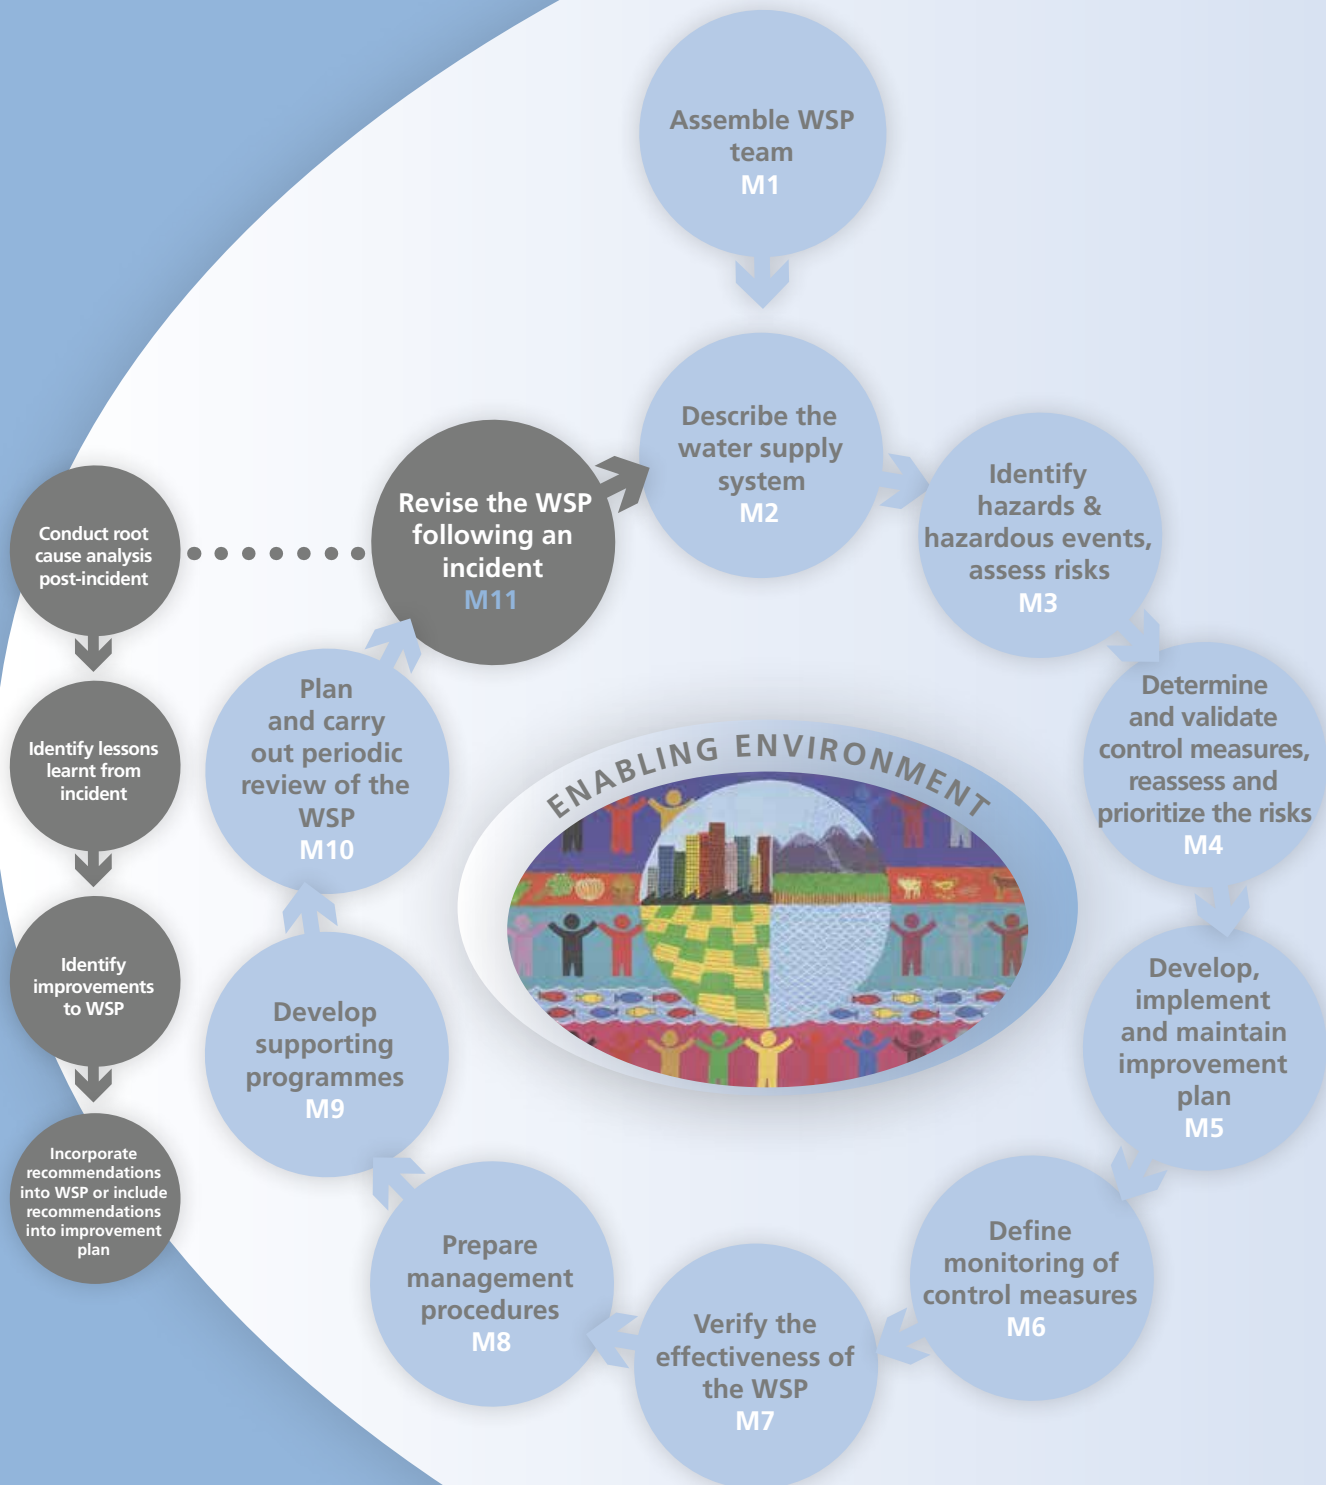 Assemble WSP
team
M1
Describe the
water supply
system
M2
Identify
hazards &
hazardous events,
assess risks
M3
Determine
and validate
control measures,
reassess and
prioritize the risks
M4
Develop,
implement
and maintain
improvement
plan
M5
Define
monitoring of
control measures
M6
Verify the
effectiveness of
the WSP
M7
Prepare
management
procedures
M8
Develop
supporting
programmes
M9
Plan
and carry
out periodic
review of the
WSP
M10
Revise the WSP
following an
incident
M11
Conduct root
cause analysis
post-incident
Identify lessons
learnt from
incident
Identify
improvements
to WSP
Incorporate
recommendations
into WSP or include
recommendations
into improvement
plan
ENABLING ENVIRONMENT